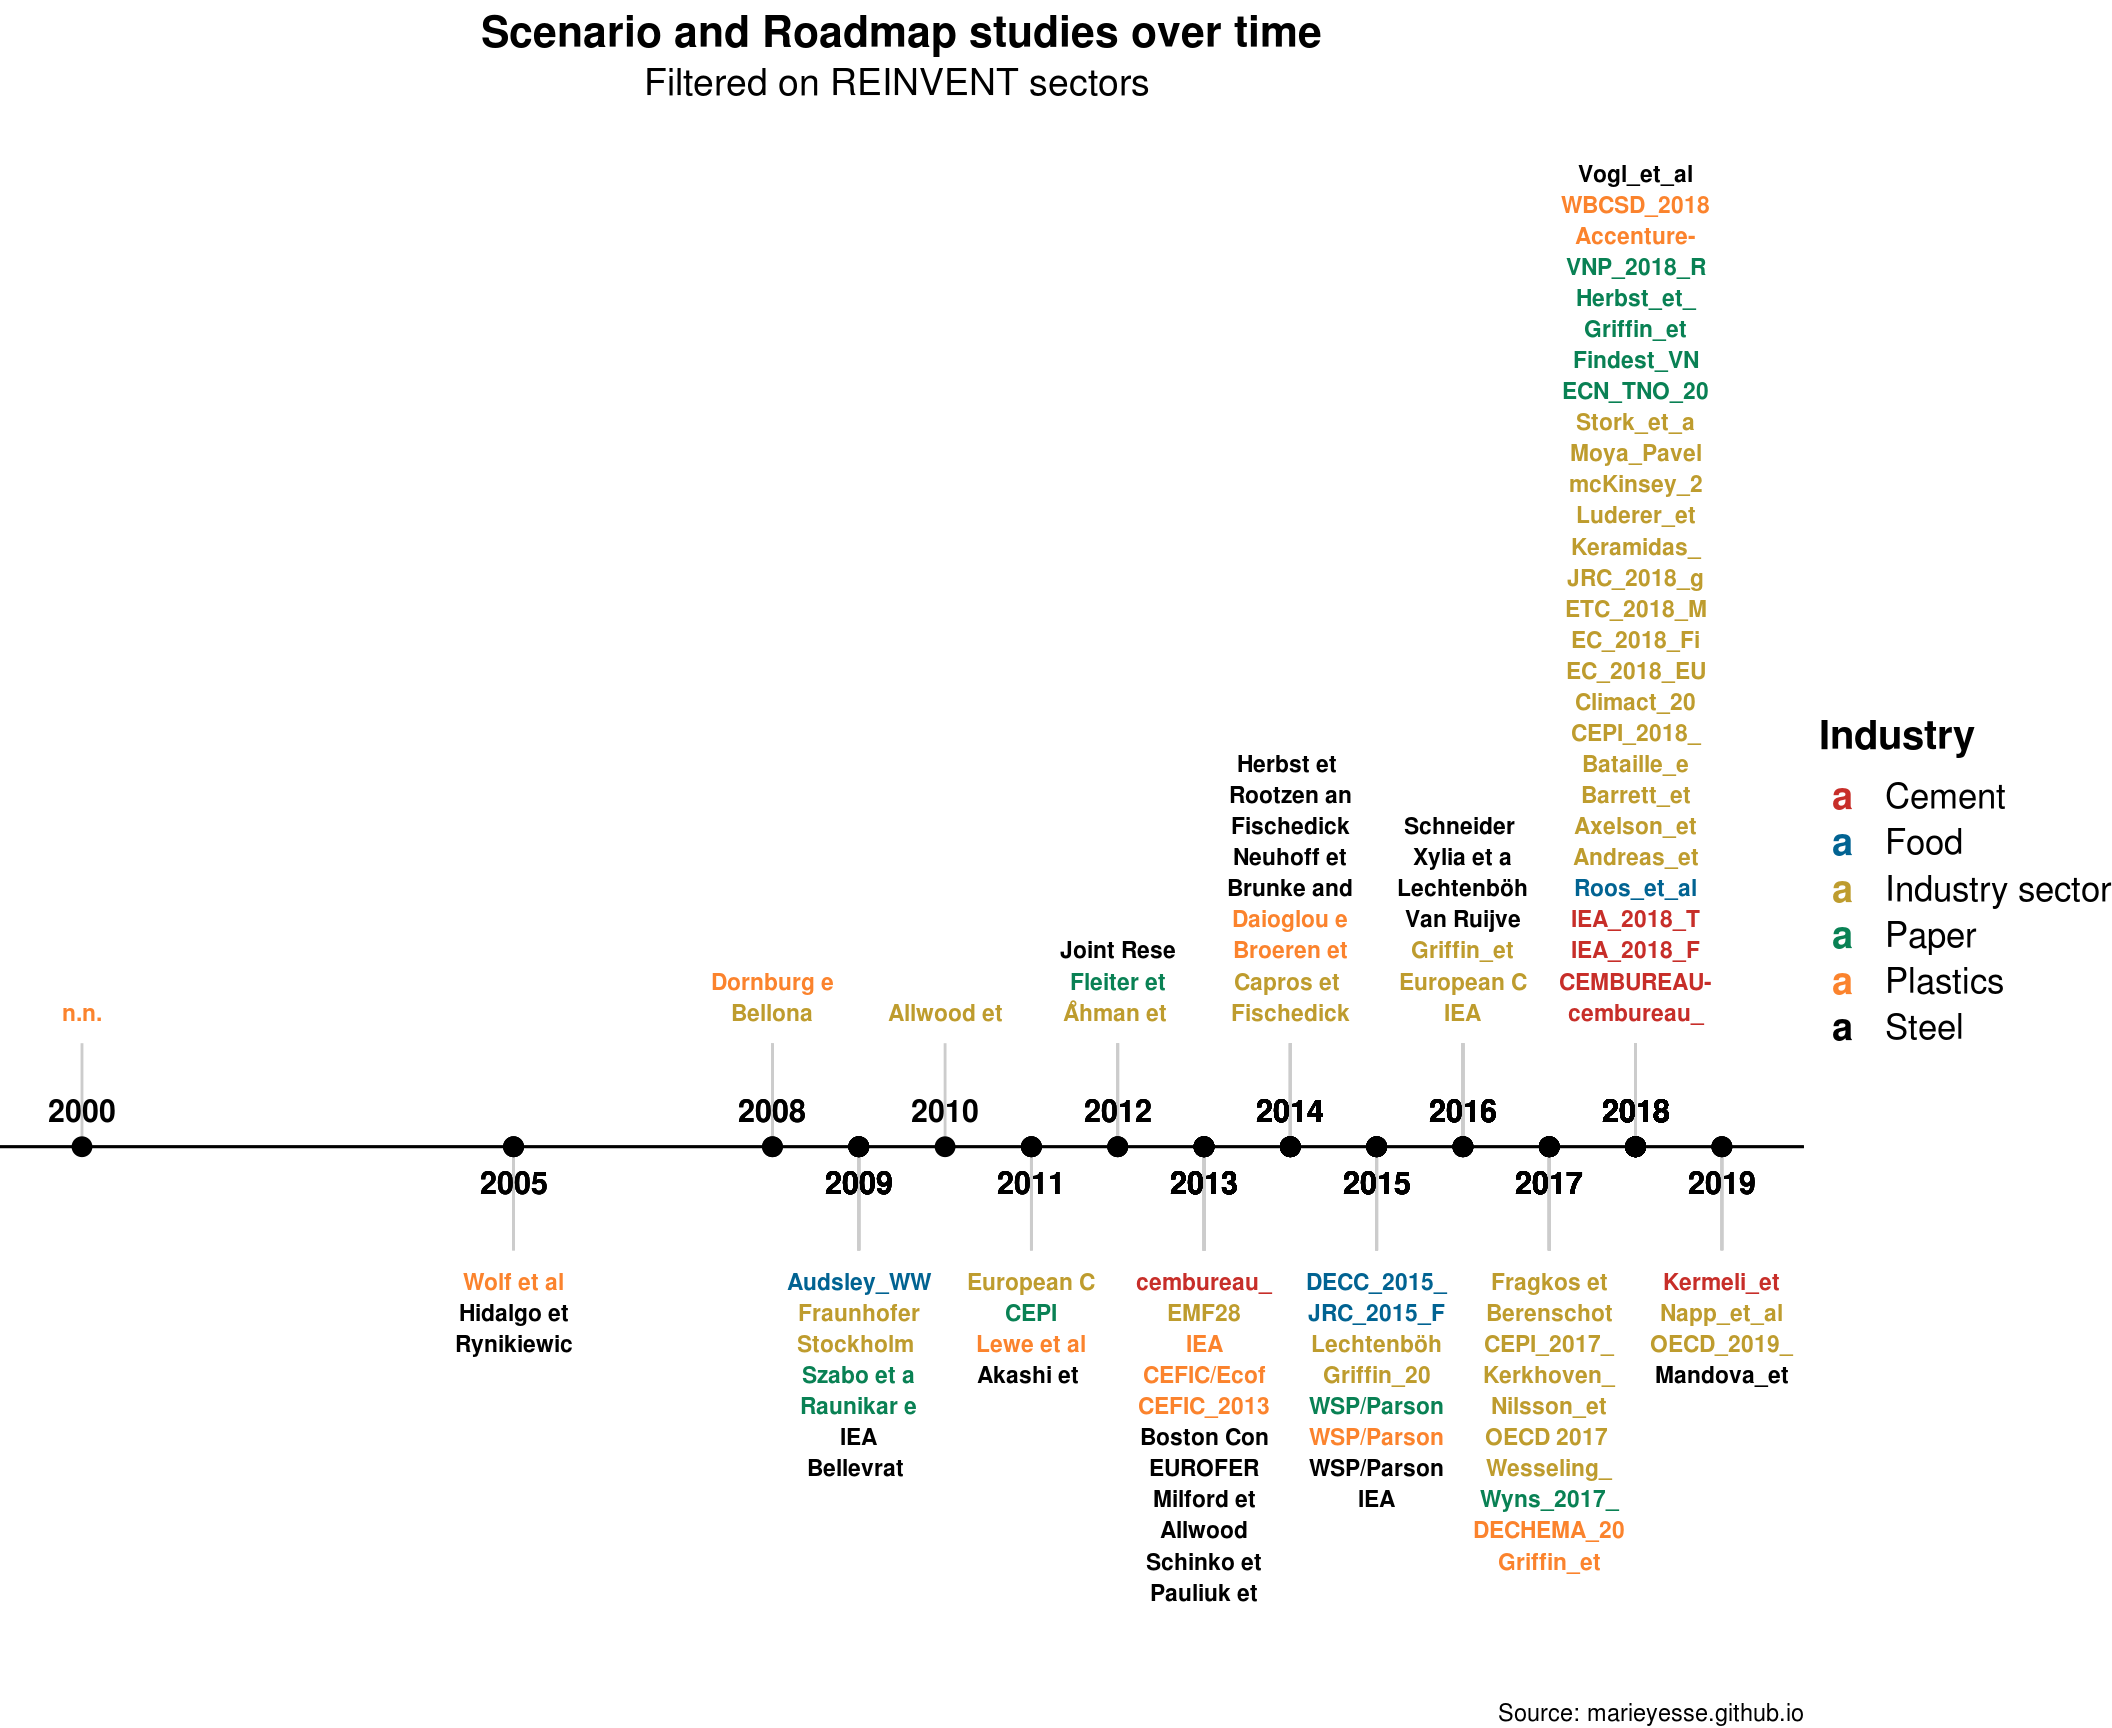 Scenario and Roadmap studies over time
Filtered on REINVENT sectors
Vogl_et_al
WBCSD_2018
Accenture-
VNP_2018_R
Herbst_et_
Griffin_et
Findest_VN
ECN_TNO_20
Stork_et_a
Moya_Pavel
mcKinsey_2
Luderer_et
Keramidas_
JRC_2018_g
ETC_2018_M
EC_2018_Fi
EC_2018_EU
Climact_20
CEPI_2018_
Bataille_e
Barrett_et
Axelson_et
Andreas_et
Roos_et_al
IEA_2018_T
IEA_2018_F
CEMBUREAU-
cembureau_
Herbst et
Rootzen an
Fischedick
Neuhoff et
Brunke and
Daioglou e
Broeren et
Capros et
Fischedick
Schneider
Xylia et a
Lechtenböh
Van Ruijve
Griffin_et
European C
IEA
Joint Rese
Fleiter et
Åhman et
Allwood et
Dornburg e
Bellona
n.n.
Industry
a Cement
a Food
a Industry sector
a Paper
a Plastics
a Steel
2000
2008
2010
2012
2014
2016
2018
2005
2009
2011
2013
2015
2017
2019
Wolf et al
Hidalgo et
Rynikiewic
Audsley_WW
Fraunhofer
Stockholm
Szabo et a
Raunikar e
IEA
Bellevrat
European C
CEPI
Lewe et al
Akashi et
cembureau_
EMF28
IEA
CEFIC/Ecof
CEFIC_2013
Boston Con
EUROFER
Milford et
Allwood
Schinko et
Pauliuk et
DECC_2015_
JRC_2015_F
Lechtenböh
Griffin_20
WSP/Parson
WSP/Parson
WSP/Parson
IEA
Fragkos et
Berenschot
CEPI_2017_
Kerkhoven_
Nilsson_et
OECD 2017
Wesseling_
Wyns_2017_
DECHEMA_20
Griffin_et
Kermeli_et
Napp_et_al
OECD_2019_
Mandova_et
Source: marieyesse.github.io